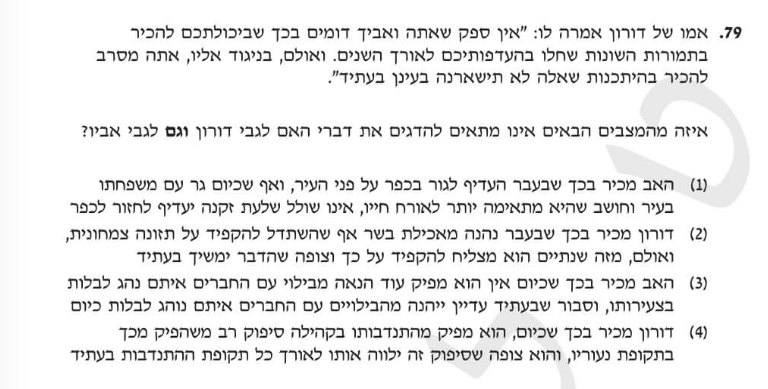 79. אמו של דורון אמרה לו: "אין ספק שאתה ואביך דומים בכך שביכולתכם להכיר
בתמורות השונות שחלו בהעדפותיכם לאורך השנים. ואולם, בניגוד אליו, אתה מסרב
להכיר בהיתכנות שאלה לא תישארנה בעינן בעתיד".
איזה מהמצבים הבאים אינו מתאים להדגים את דברי האם לגבי דורון וגם לגבי אביו?
(1) האב מכיר בכך שבעבר העדיף לגור בכפר על פני העיר, ואף שכיום גר עם משפחתו
בעיר וחושב שהיא מתאימה יותר לאורח חייו, אינו שולל שלעת זקנה יעדיף לחזור לכפר
(2) דורון מכיר בכך שבעבר נהנה מאכילת בשר אף שהשתדל להקפיד על תזונה צמחונית,
ואולם, מזה שנתיים הוא מצליח להקפיד על כך וצופה שהדבר ימשיך בעתיד
(3) האב מכיר בכך שכיום אין הוא מפיק עוד הנאה מבילוי עם החברים איתם נהג לבלות
בצעירותו, וסבור שבעתיד עדיין ייהנה מהבילויים עם החברים איתם נוהג לבלות כיום
(4) דורון מכיר בכך שכיום, הוא מפיק מהתנדבותו בקהילה סיפוק רב משהפיק מכך
בתקופת נעוריו, והוא צופה שסיפוק זה ילווה אותו לאורך כל תקופת ההתנדבות בעתיד